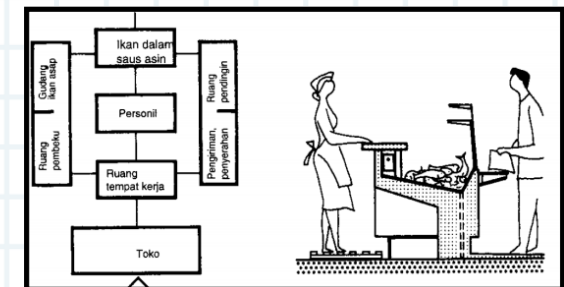 Ikan dalam
saus asin
Gudang
ikan asap
Ruang
pendingin
Personil
Ruang
pembeku
Pengiriman,
penyerahan
Ruang
tempat kerja
Toko